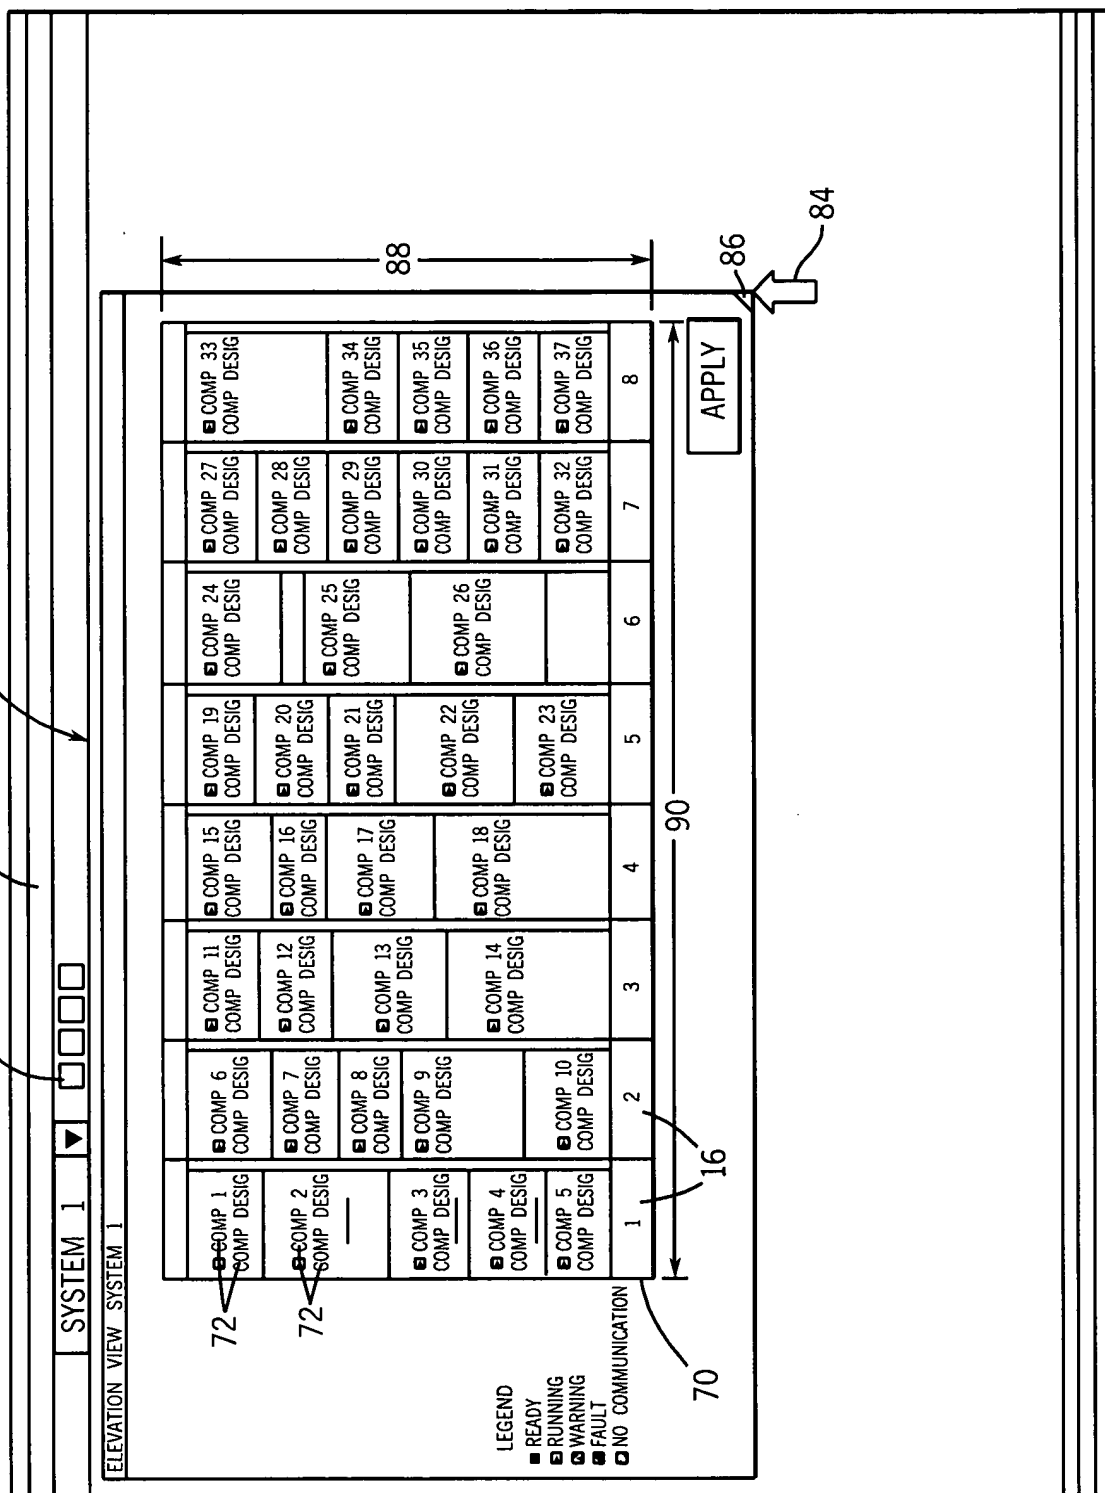 SYSTEM 1 ▼
ELEVATION VIEW SYSTEM 1
COMP 1
COMP DESIG
COMP 2
COMP DESIG
COMP 3
COMP DESIG
COMP 4
COMP DESIG
COMP 5
COMP DESIG
1
COMP 6
COMP DESIG
COMP 7
COMP DESIG
COMP 8
COMP DESIG
COMP 9
COMP DESIG
COMP 10
COMP DESIG
2
COMP 11
COMP DESIG
COMP 12
COMP DESIG
COMP 13
COMP DESIG
COMP 14
COMP DESIG
3
COMP 15
COMP DESIG
COMP 16
COMP DESIG
COMP 17
COMP DESIG
COMP 18
COMP DESIG
4
COMP 19
COMP DESIG
COMP 20
COMP DESIG
COMP 21
COMP DESIG
COMP 22
COMP DESIG
COMP 23
COMP DESIG
5
COMP 24
COMP DESIG
COMP 25
COMP DESIG
COMP 26
COMP DESIG
6
COMP 27
COMP DESIG
COMP 28
COMP DESIG
COMP 29
COMP DESIG
COMP 30
COMP DESIG
COMP 31
COMP DESIG
COMP 32
COMP DESIG
7
COMP 33
COMP DESIG
COMP 34
COMP DESIG
COMP 35
COMP DESIG
COMP 36
COMP DESIG
COMP 37
COMP DESIG
8
72
72
88
LEGEND
READY
RUNNING
WARNING
FAULT
NO COMMUNICATION
70
16
90
APPLY
86
84